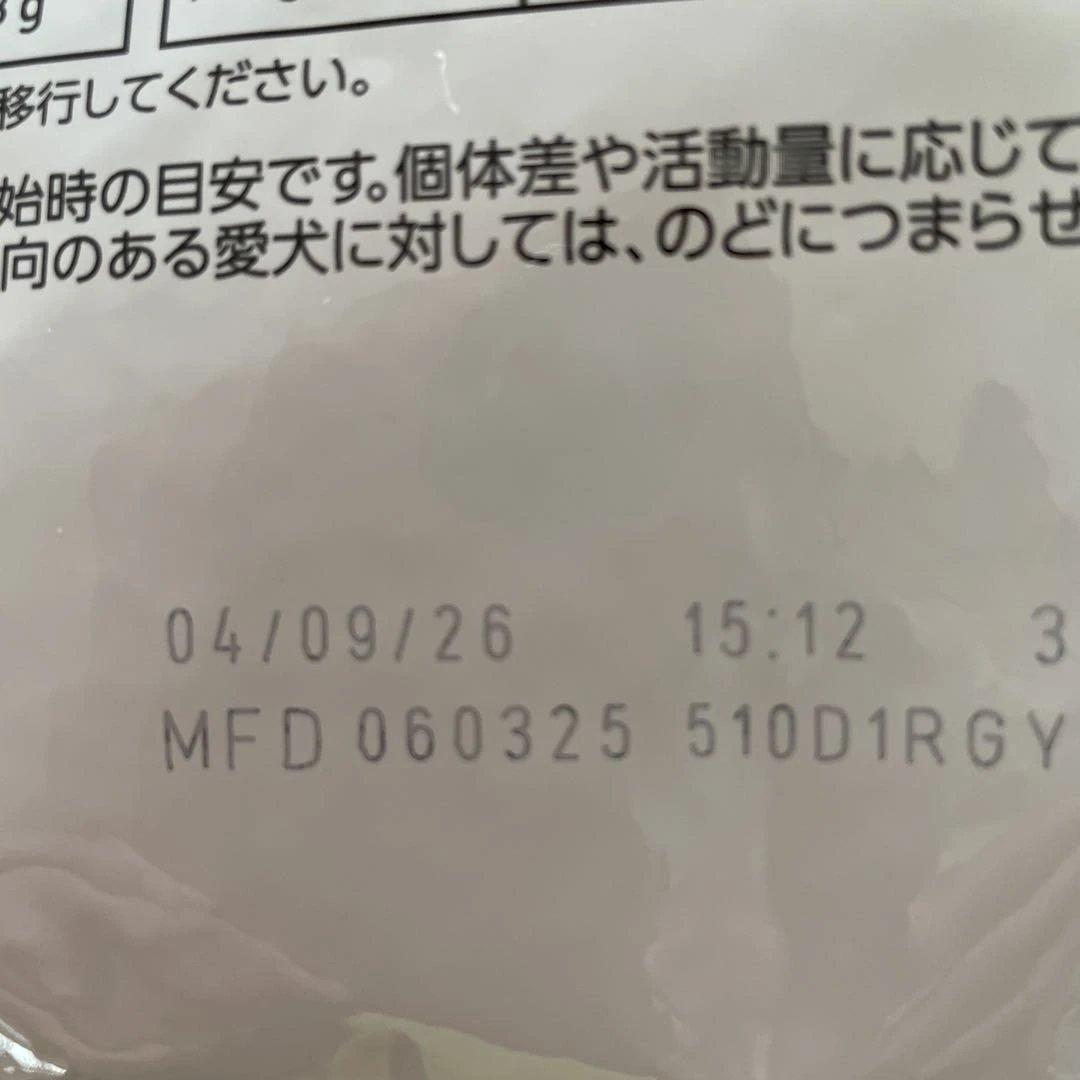 3g
移行してください。
始時の目安です。個体差や活動量に応じて
向のある愛犬に対しては、のどにつまらせ
04/09/26 15:12 3
MFD 060325 510D1RGY